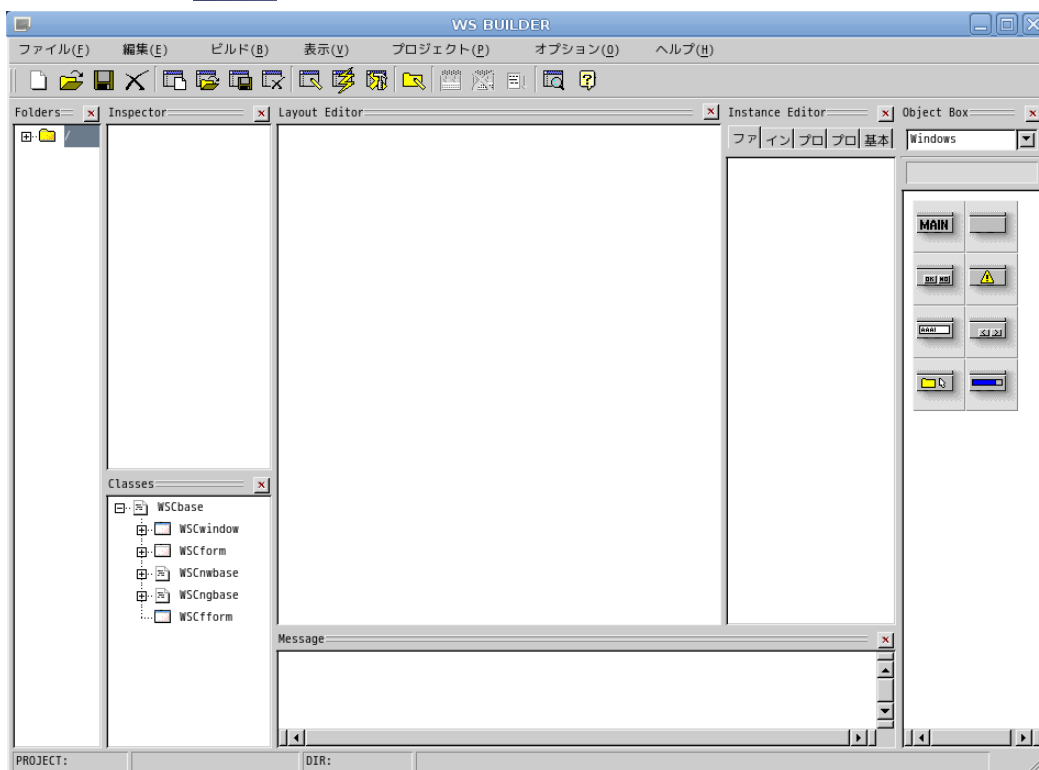 WS BUILDER
ファイル(F) 編集(E) ビルド(B) 表示(V) プロジェクト(P) オプション(O) ヘルプ(H)
Folders Inspector Layout Editor Instance Editor Object Box
/
ファ イン プロ プロ 基本
Windows
MAIN
OK NO
AAA
Classes
WSCbase
WSCwindow
WSCform
WSCnwbase
WSCngbase
WSCfform
Message
PROJECT: DIR: